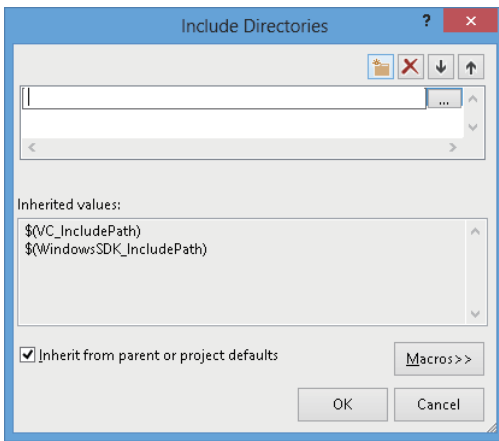 Include Directories
?
...
Inherited values:
$(VC_IncludePath)
$(WindowsSDK_IncludePath)
Inherit from parent or project defaults
Macros>>
OK
Cancel